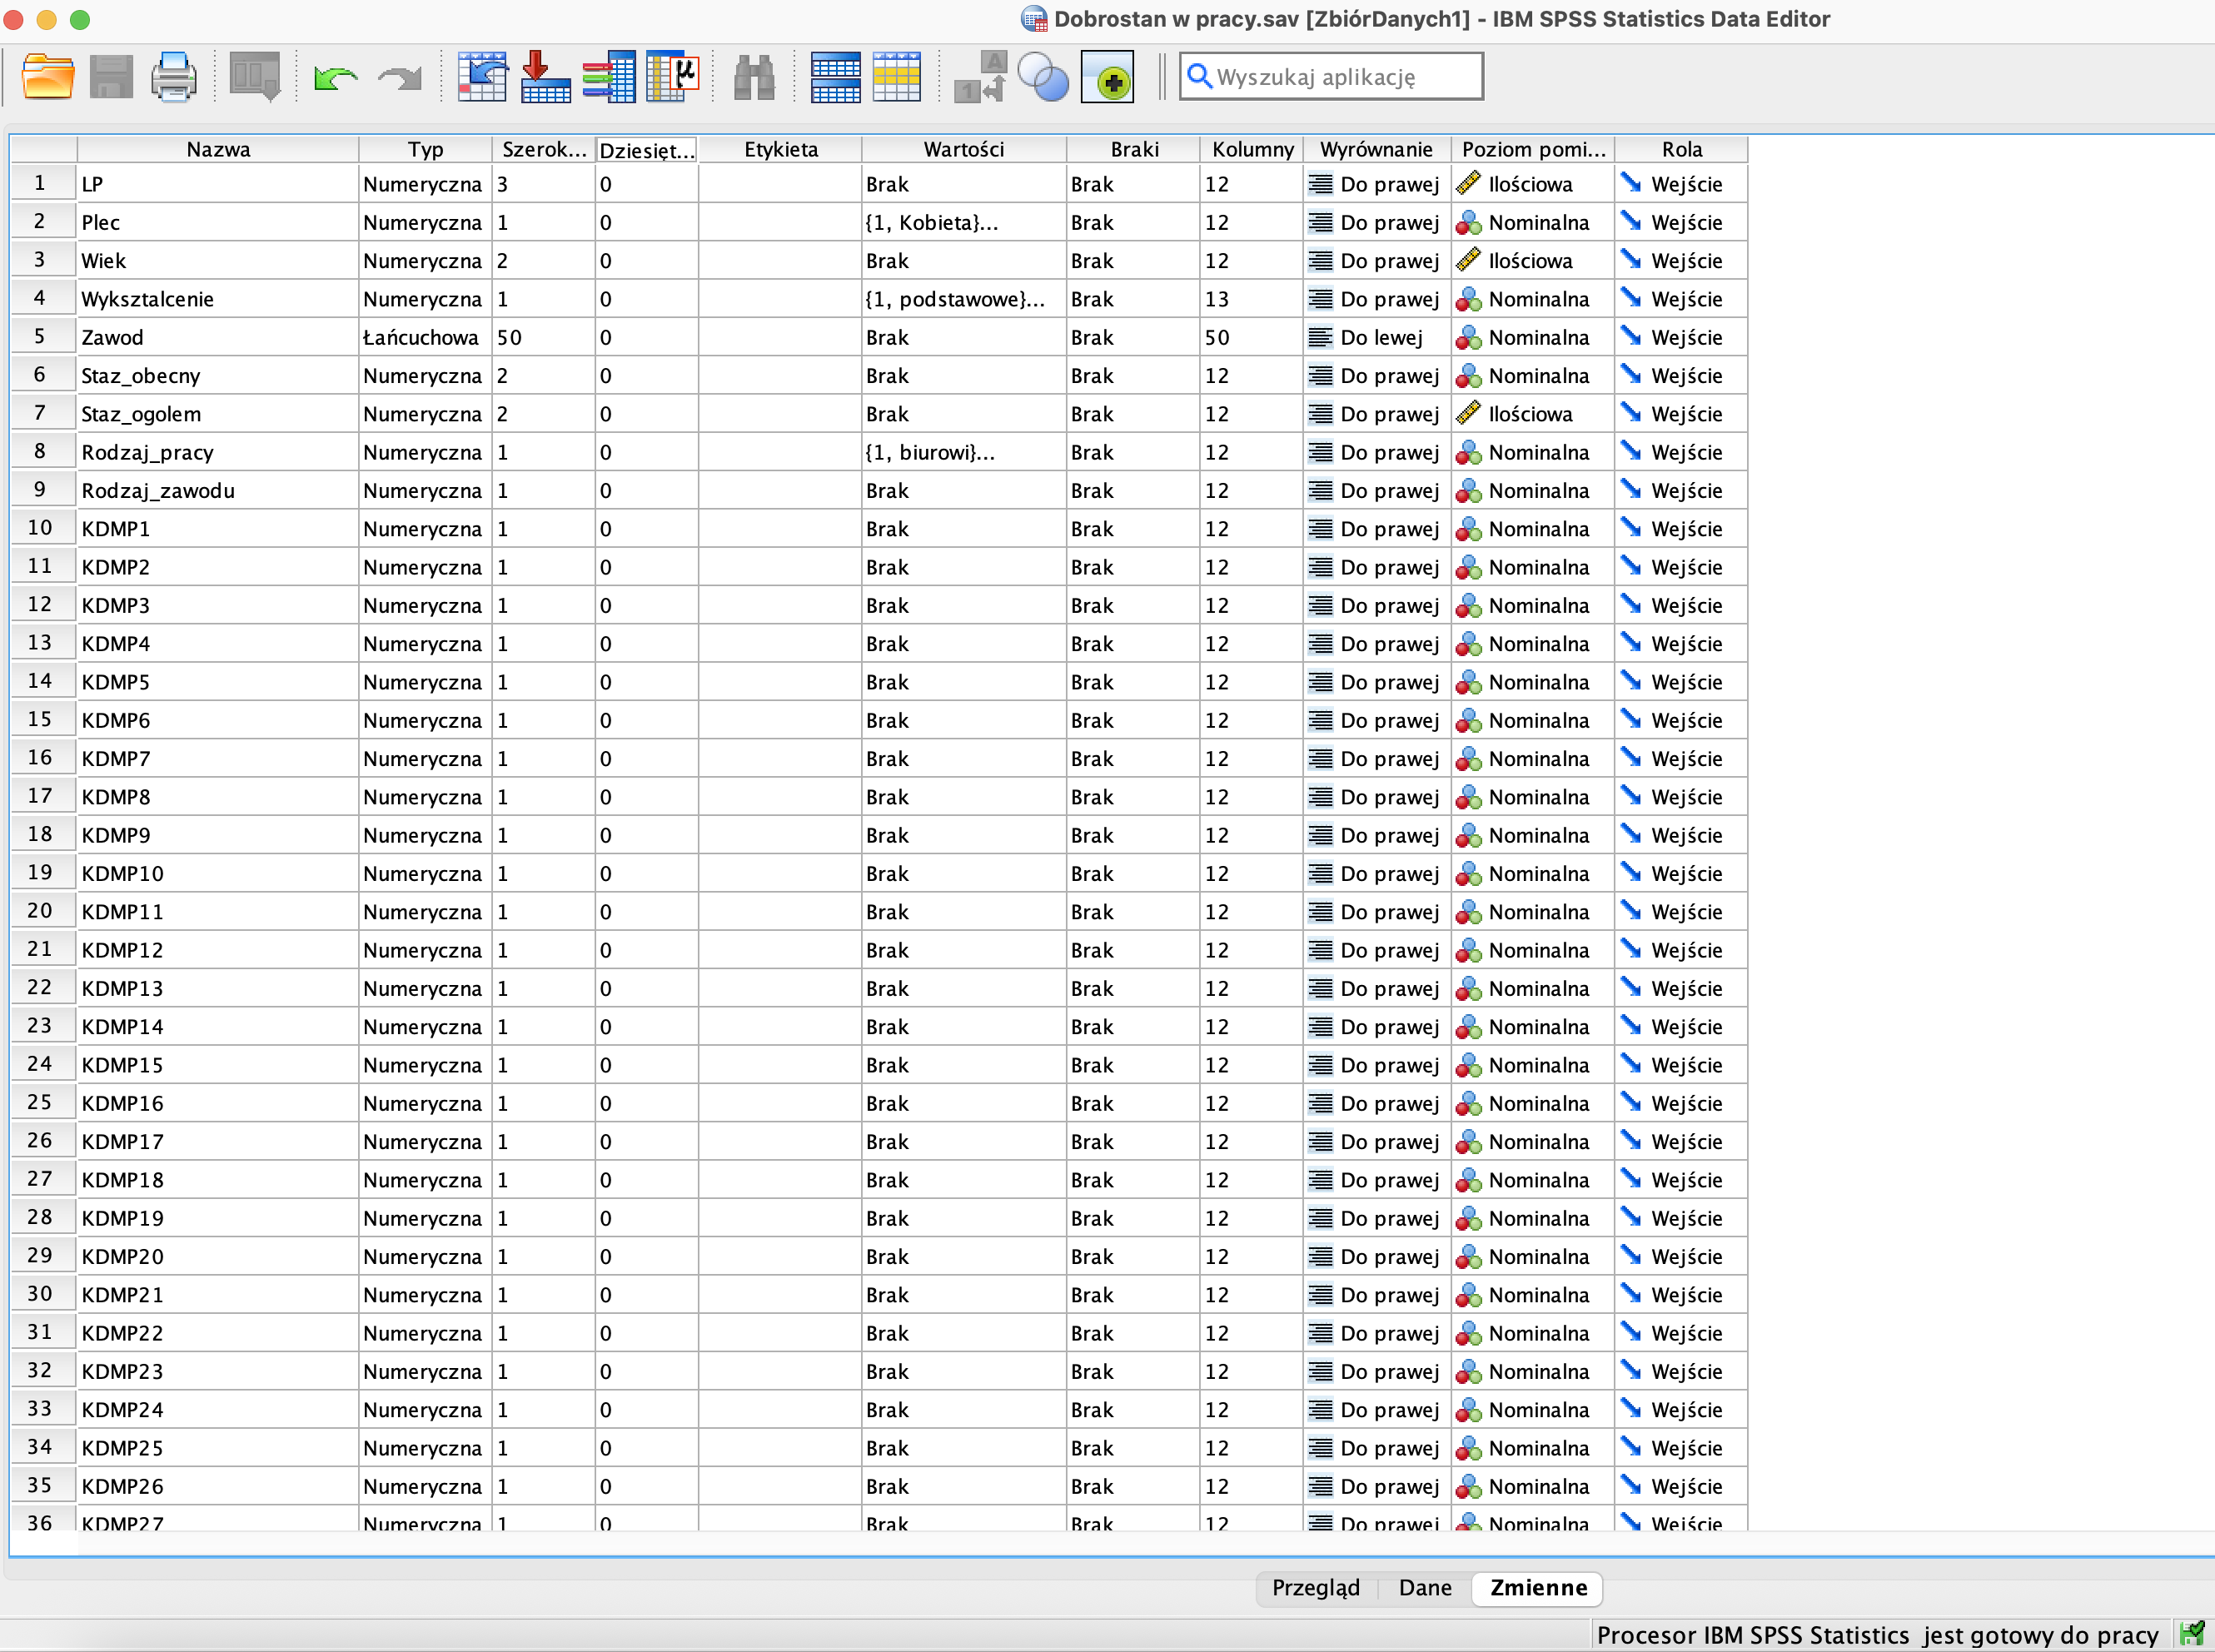 Dobrostan w pracy.sav [ZbiórDanych1] - IBM SPSS Statistics Data Editor
Wyszukaj aplikację
Nazwa Typ Szerok... Dziesięt... Etykieta Wartości Braki Kolumny Wyrównanie Poziom pomi... Rola
1 LP Numeryczna 3 0 Brak Brak 12 Do prawej Ilościowa Wejście
2 Plec Numeryczna 1 0 {1, Kobieta}... Brak 12 Do prawej Nominalna Wejście
3 Wiek Numeryczna 2 0 Brak Brak 12 Do prawej Ilościowa Wejście
4 Wyksztalcenie Numeryczna 1 0 {1, podstawowe}... Brak 13 Do prawej Nominalna Wejście
5 Zawod Łańcuchowa 50 0 Brak Brak 50 Do lewej Nominalna Wejście
6 Staz_obecny Numeryczna 2 0 Brak Brak 12 Do prawej Nominalna Wejście
7 Staz_ogolem Numeryczna 2 0 Brak Brak 12 Do prawej Ilościowa Wejście
8 Rodzaj_pracy Numeryczna 1 0 {1, biurowi}... Brak 12 Do prawej Nominalna Wejście
9 Rodzaj_zawodu Numeryczna 1 0 Brak Brak 12 Do prawej Nominalna Wejście
10 KDMP1 Numeryczna 1 0 Brak Brak 12 Do prawej Nominalna Wejście
11 KDMP2 Numeryczna 1 0 Brak Brak 12 Do prawej Nominalna Wejście
12 KDMP3 Numeryczna 1 0 Brak Brak 12 Do prawej Nominalna Wejście
13 KDMP4 Numeryczna 1 0 Brak Brak 12 Do prawej Nominalna Wejście
14 KDMP5 Numeryczna 1 0 Brak Brak 12 Do prawej Nominalna Wejście
15 KDMP6 Numeryczna 1 0 Brak Brak 12 Do prawej Nominalna Wejście
16 KDMP7 Numeryczna 1 0 Brak Brak 12 Do prawej Nominalna Wejście
17 KDMP8 Numeryczna 1 0 Brak Brak 12 Do prawej Nominalna Wejście
18 KDMP9 Numeryczna 1 0 Brak Brak 12 Do prawej Nominalna Wejście
19 KDMP10 Numeryczna 1 0 Brak Brak 12 Do prawej Nominalna Wejście
20 KDMP11 Numeryczna 1 0 Brak Brak 12 Do prawej Nominalna Wejście
21 KDMP12 Numeryczna 1 0 Brak Brak 12 Do prawej Nominalna Wejście
22 KDMP13 Numeryczna 1 0 Brak Brak 12 Do prawej Nominalna Wejście
23 KDMP14 Numeryczna 1 0 Brak Brak 12 Do prawej Nominalna Wejście
24 KDMP15 Numeryczna 1 0 Brak Brak 12 Do prawej Nominalna Wejście
25 KDMP16 Numeryczna 1 0 Brak Brak 12 Do prawej Nominalna Wejście
26 KDMP17 Numeryczna 1 0 Brak Brak 12 Do prawej Nominalna Wejście
27 KDMP18 Numeryczna 1 0 Brak Brak 12 Do prawej Nominalna Wejście
28 KDMP19 Numeryczna 1 0 Brak Brak 12 Do prawej Nominalna Wejście
29 KDMP20 Numeryczna 1 0 Brak Brak 12 Do prawej Nominalna Wejście
30 KDMP21 Numeryczna 1 0 Brak Brak 12 Do prawej Nominalna Wejście
31 KDMP22 Numeryczna 1 0 Brak Brak 12 Do prawej Nominalna Wejście
32 KDMP23 Numeryczna 1 0 Brak Brak 12 Do prawej Nominalna Wejście
33 KDMP24 Numeryczna 1 0 Brak Brak 12 Do prawej Nominalna Wejście
34 KDMP25 Numeryczna 1 0 Brak Brak 12 Do prawej Nominalna Wejście
35 KDMP26 Numeryczna 1 0 Brak Brak 12 Do prawej Nominalna Wejście
36 KDMP27 Numeryczna 1 0 Brak Brak 12 Do prawej Nominalna Wejście
Przegląd Dane Zmienne
Procesor IBM SPSS Statistics jest gotowy do pracy